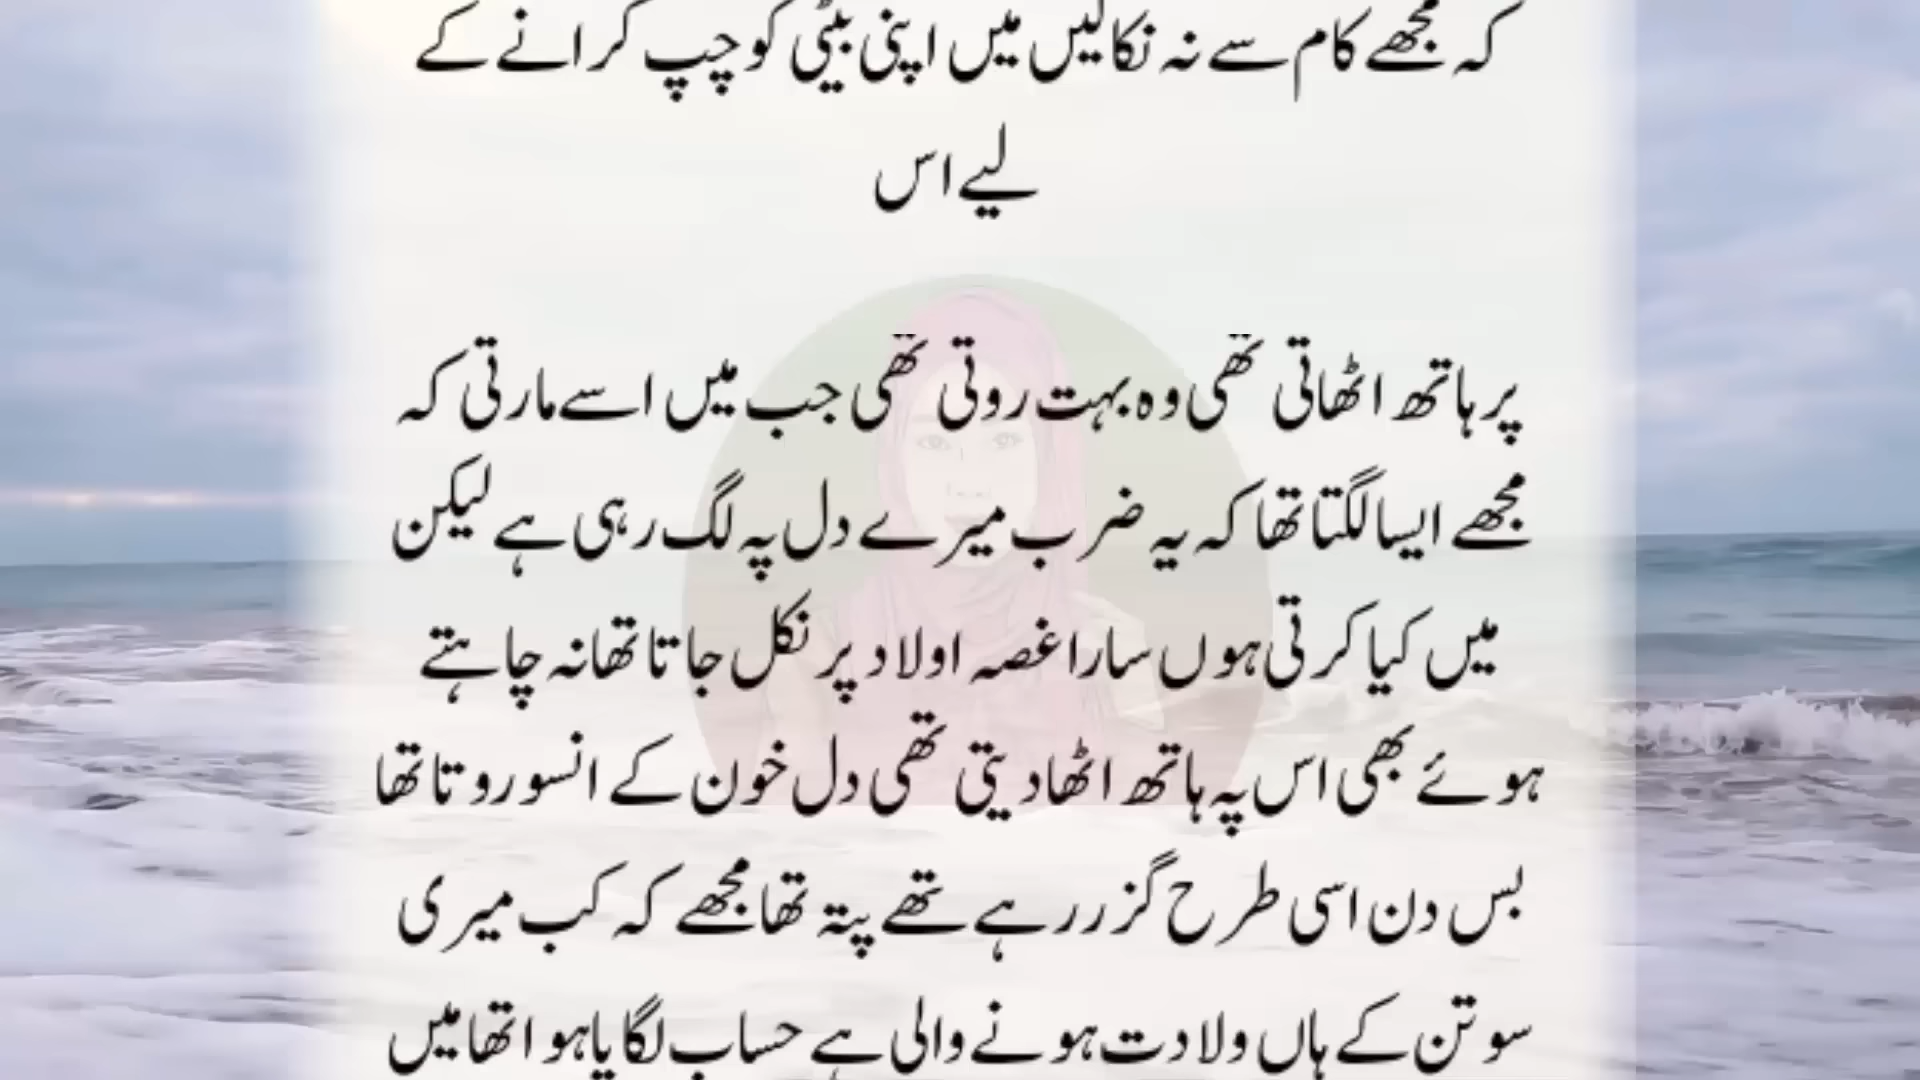 کہ مجھے کام سے نہ نکالیں میں اپنی بیٹی کو چپ کرانے کے
لیے اس
پر ہاتھ اٹھاتی تھی وہ بہت روتی تھی جب میں اسے مارتی کہ
مجھے ایسا لگتا تھا کہ یہ ضرب میرے دل پہ لگ رہی ہے لیکن
میں کیا کرتی ہوں سارا غصہ اولاد پر نکل جاتا تھا نہ چاہتے
ہوئے بھی اس پہ ہاتھ اٹھا دیتی تھی دل خون کے انسو روتا تھا
بس دن اسی طرح گزر رہے تھے پتہ تھا مجھے کہ کب میری
سوتن کے ہاں ولادت ہونے والی ہے حساب لگایا ہوا تھا میں